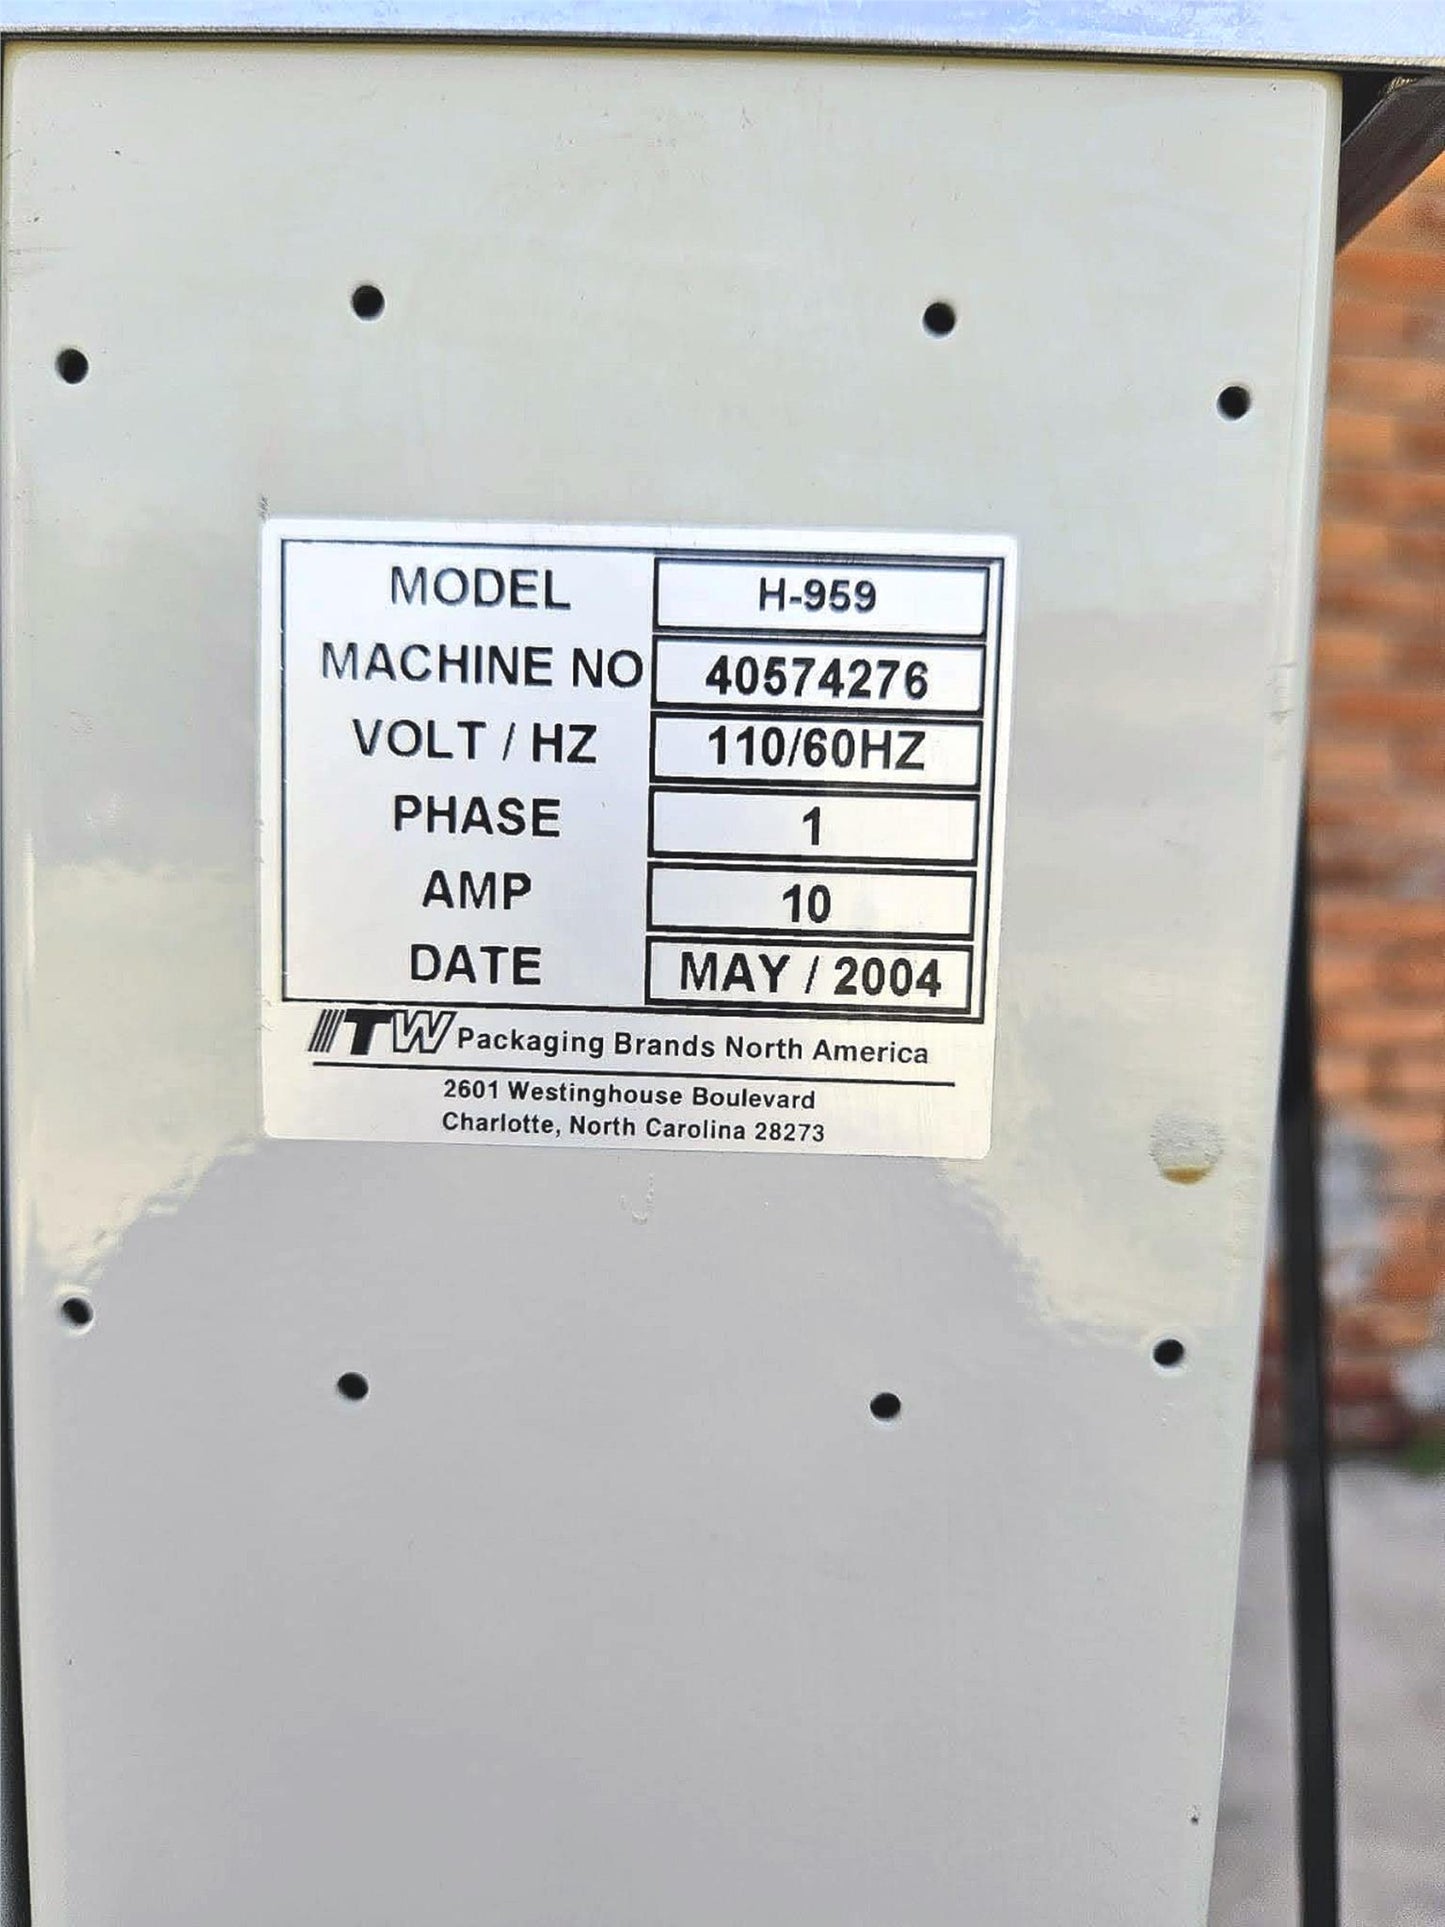 MODEL H-959
MACHINE NO 40574276
VOLT / HZ 110/60HZ
PHASE 1
AMP 10
DATE MAY / 2004
ITW Packaging Brands North America
2601 Westinghouse Boulevard
Charlotte, North Carolina 28273